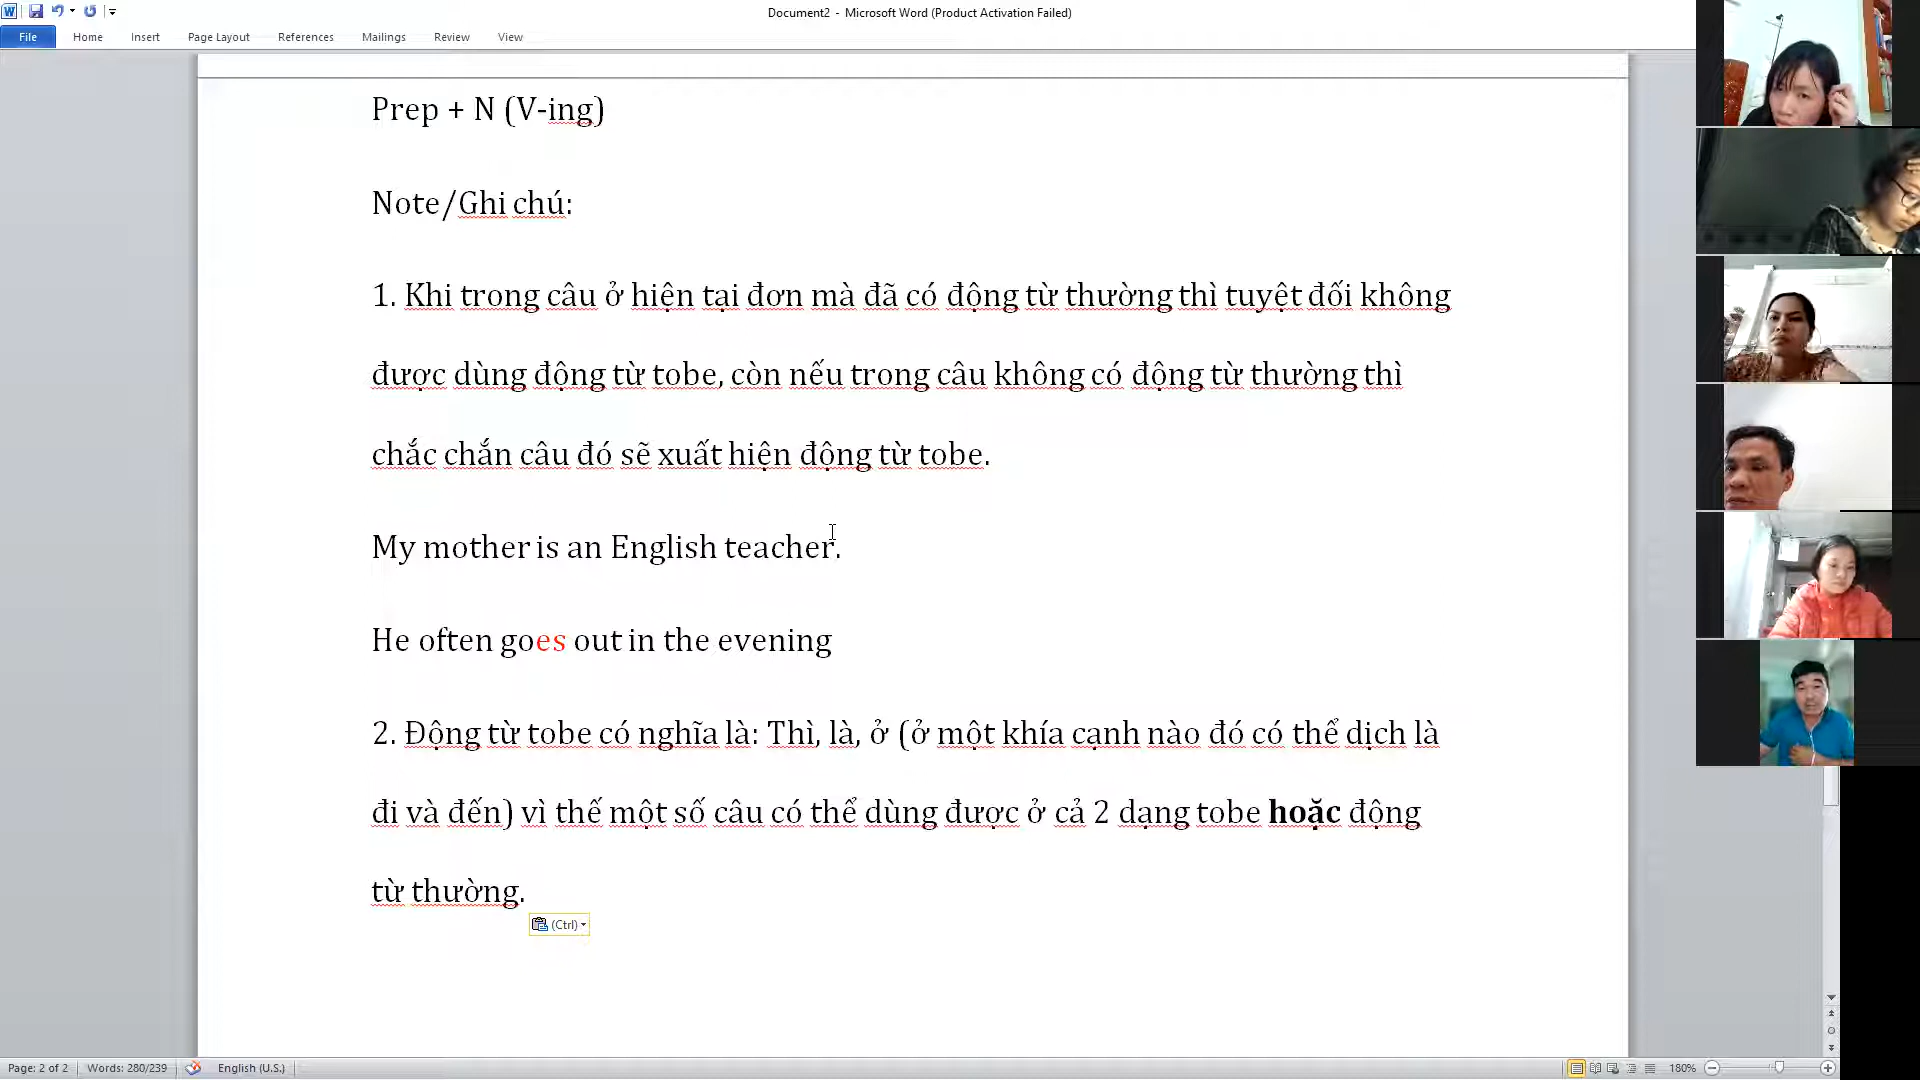 Document2 - Microsoft Word (Product Activation Failed)
File Home Insert Page Layout References Mailings Review View
Prep + N (V-ing)
Note/Ghi chú:
1. Khi trong câu ở hiện tại đơn mà đã có động từ thường thì tuyệt đối không
được dùng động từ tobe, còn nếu trong câu không có động từ thường thì
chắc chắn câu đó sẽ xuất hiện động từ tobe.
My mother is an English teacher.
He often goes out in the evening
2. Động từ tobe có nghĩa là: Thì, là, ở (ở một khía cạnh nào đó có thể dịch là
đi và đến) vì thế một số câu có thể dùng được ở cả 2 dạng tobe hoặc động
từ thường.
(Ctrl)
Page: 2 of 2 Words: 280/239 English (U.S.) 180%